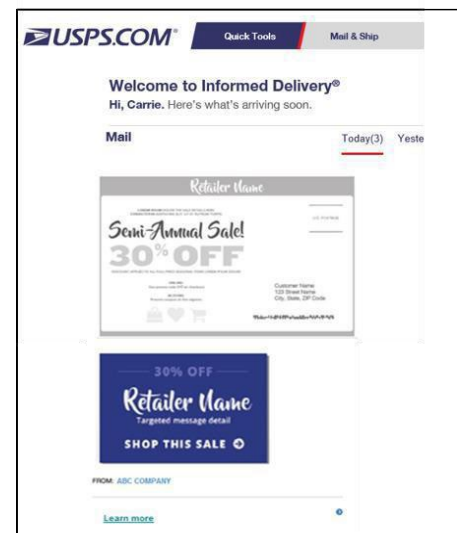 USPS.COM®
Quick Tools
Mail & Ship
Welcome to Informed Delivery®
Hi, Carrie. Here's what's arriving soon.
Mail
Today(3)
Yeste
Retailer Name
Semi-Annual Sale!
30% OFF
Customer Name
123 Street Name
City, State, ZIP Code
30% OFF
Retailer Name
Targeted message detail
SHOP THIS SALE
FROM: ABC COMPANY
Learn more